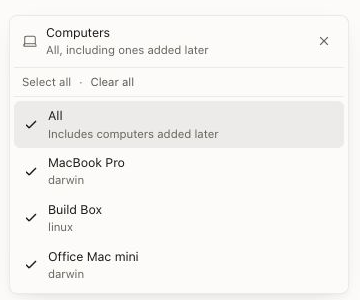 Computers
All, including ones added later
Select all · Clear all
All
Includes computers added later
MacBook Pro
darwin
Build Box
linux
Office Mac mini
darwin